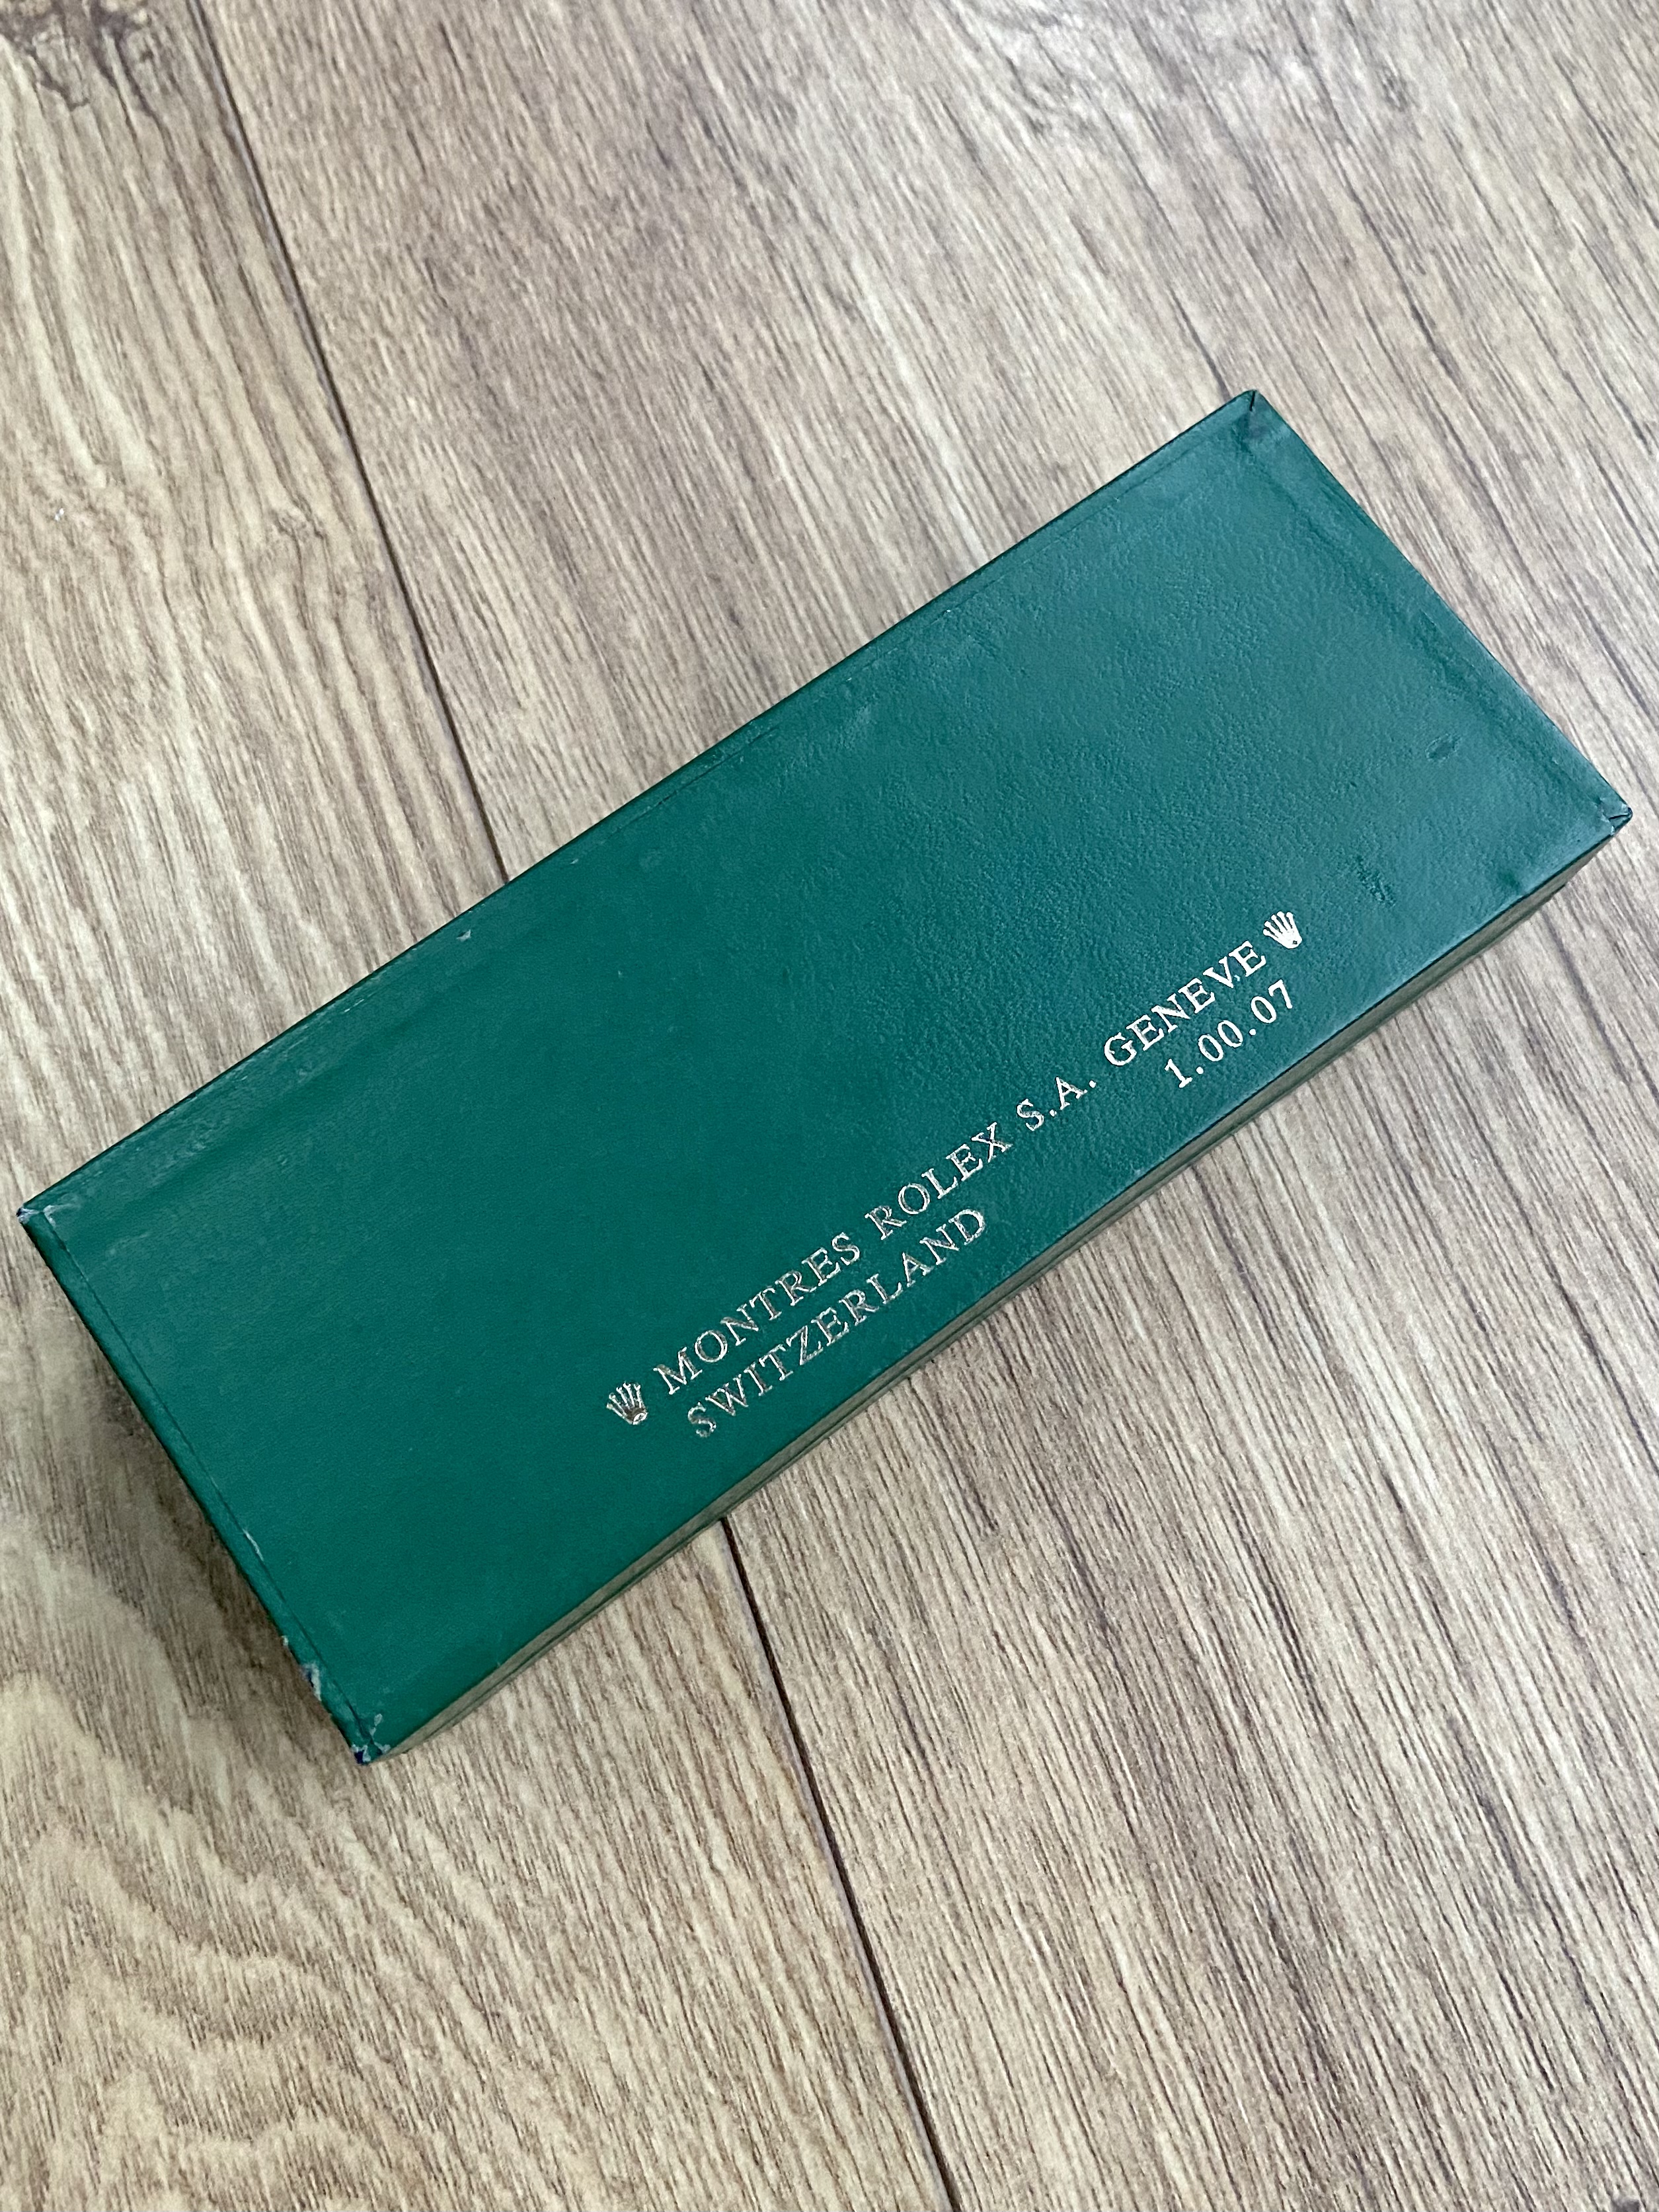 MONTRES ROLEX S.A. GENEVE
SWITZERLAND 1.00.07